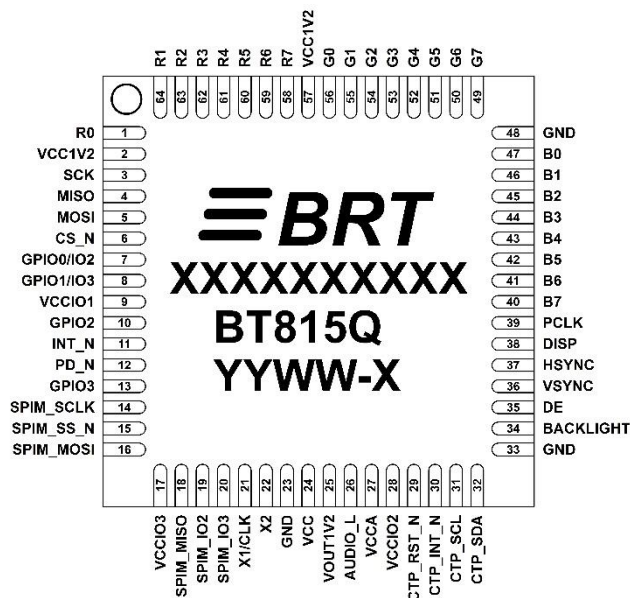 R1 R2 R3 R4 R5 R6 R7 VCC1V2 G0 G1 G2 G3 G4 G5 G6 G7
64 63 62 61 60 59 58 57 56 55 54 53 52 51 50 49
R0 1
VCC1V2 2
SCK 3
MISO 4
MOSI 5
CS_N 6
GPIO0/IO2 7
GPIO1/IO3 8
VCCIO1 9
GPIO2 10
INT_N 11
PD_N 12
GPIO3 13
SPIM_SCLK 14
SPIM_SS_N 15
SPIM_MOSI 16
BRT
XXXXXXXXXX
BT815Q
YYWW-X
48 GND
47 B0
46 B1
45 B2
44 B3
43 B4
42 B5
41 B6
40 B7
39 PCLK
38 DISP
37 HSYNC
36 VSYNC
35 DE
34 BACKLIGHT
33 GND
17 18 19 20 21 22 23 24 25 26 27 28 29 30 31 32
VCCIO3 SPIM_MISO SPIM_IO2 SPIM_IO3 X1/CLK X2 GND VCC VOUT1V2 AUDIO_L VCCA VCCIO2 CTP_RST_N CTP_INT_N CTP_SCL CTP_SDA